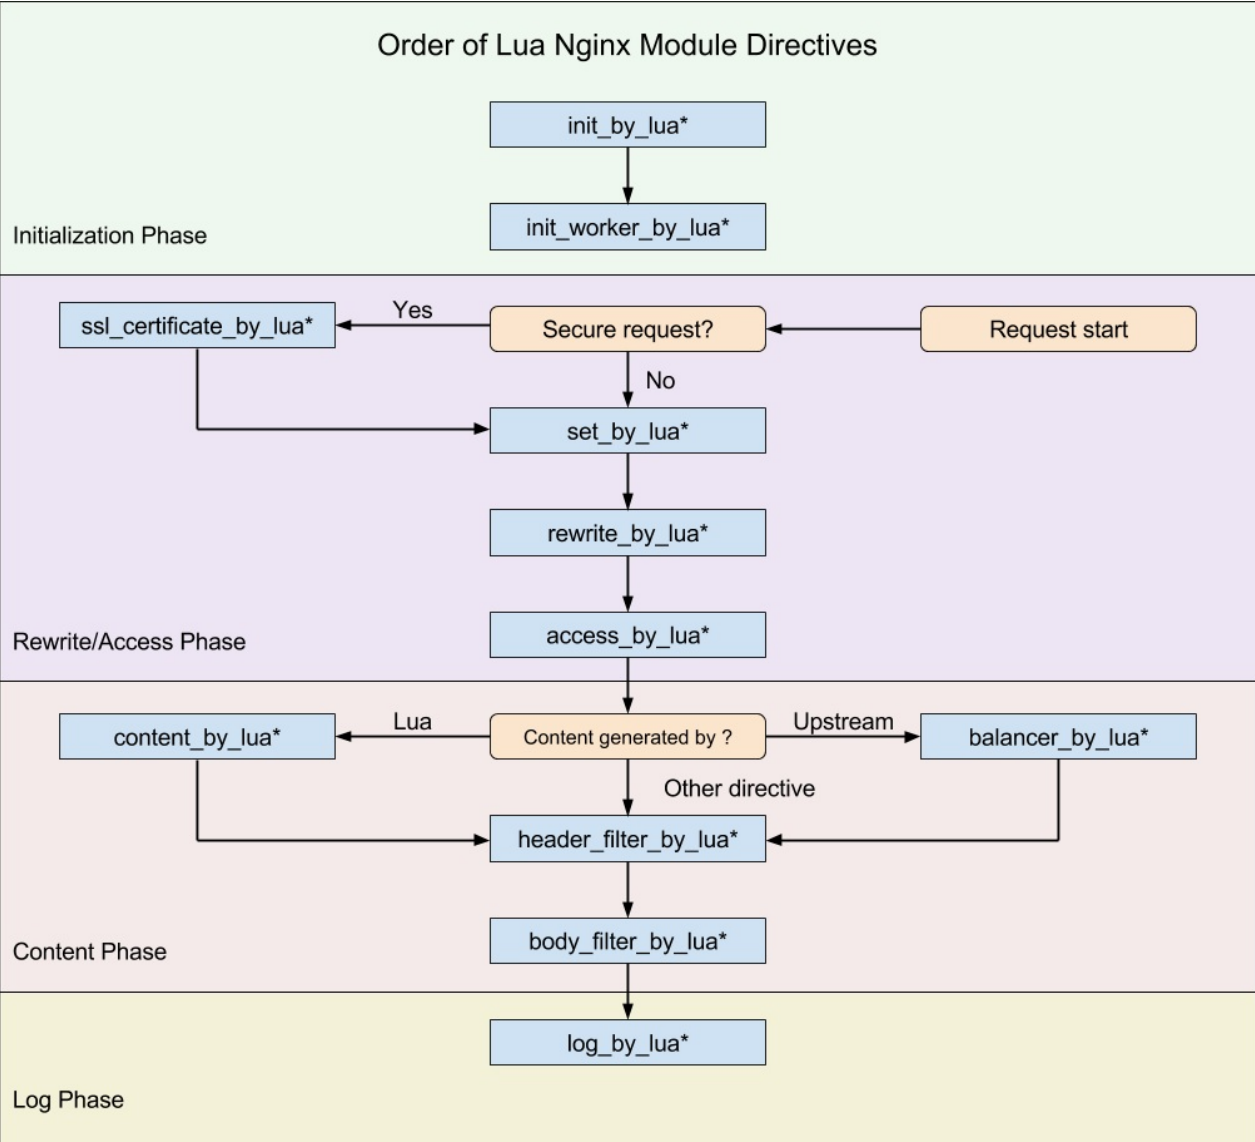 Order of Lua Nginx Module Directives
init_by_lua*
init_worker_by_lua*
Initialization Phase
ssl_certificate_by_lua*
Yes
Secure request?
Request start
No
set_by_lua*
rewrite_by_lua*
access_by_lua*
Rewrite/Access Phase
content_by_lua*
Lua
Content generated by ?
Upstream
balancer_by_lua*
Other directive
header_filter_by_lua*
body_filter_by_lua*
Content Phase
log_by_lua*
Log Phase